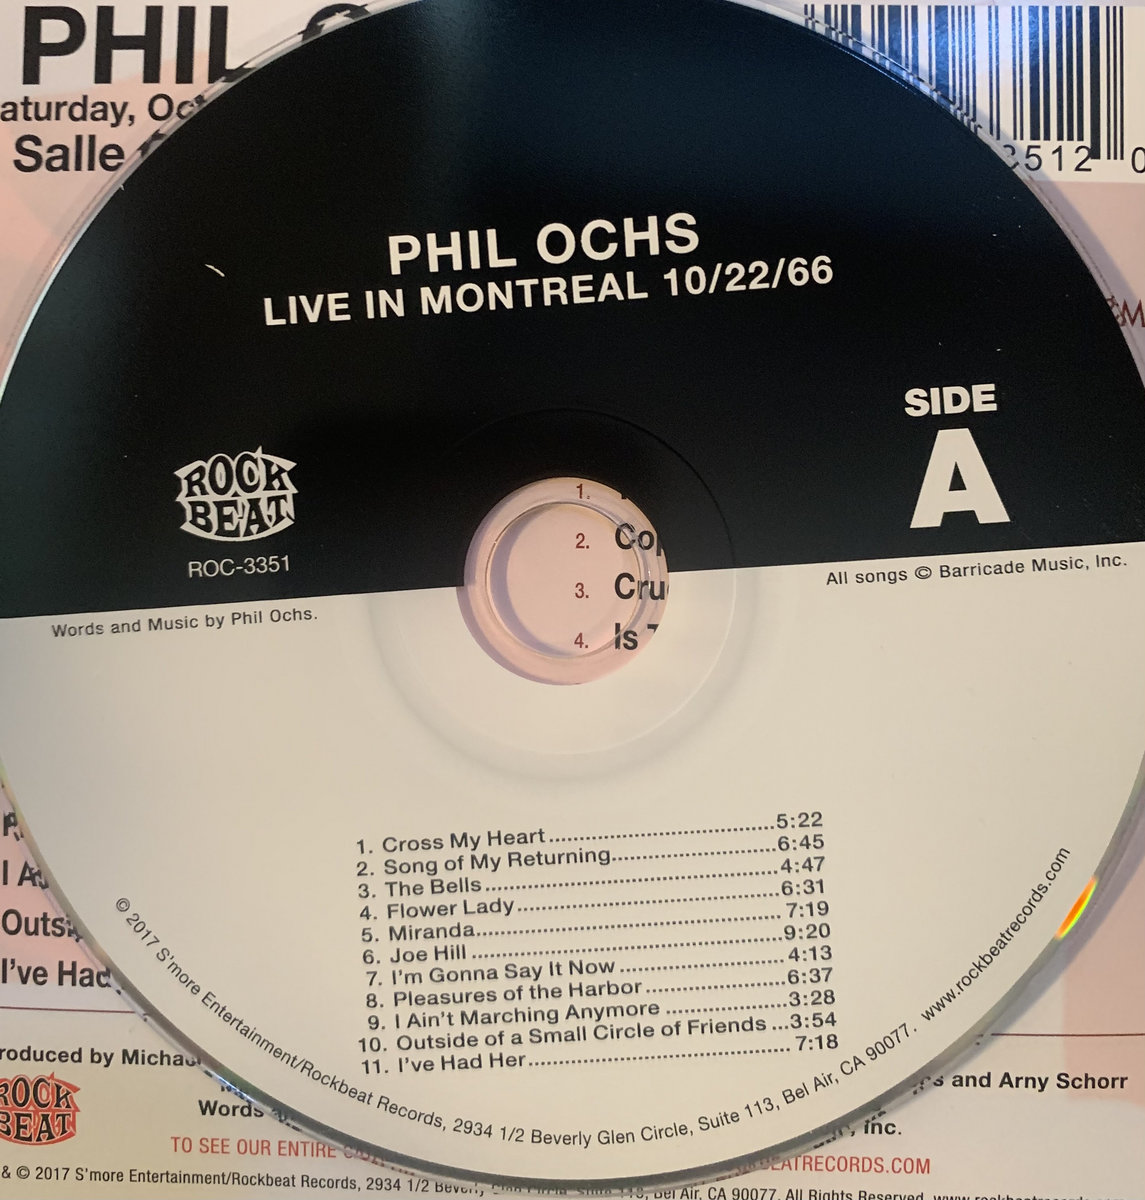 PHIL
aturday, Oc
Salle
512 0
PHIL OCHS
LIVE IN MONTREAL 10/22/66
SIDE
A
ROCK
BEAT
ROC-3351
1.
2. Co
3. Cru
4. Is
Words and Music by Phil Ochs.
All songs © Barricade Music, Inc.
1. Cross My Heart 5:22
2. Song of My Returning 6:45
3. The Bells 4:47
4. Flower Lady 6:31
5. Miranda 7:19
6. Joe Hill 9:20
7. I'm Gonna Say It Now 4:13
8. Pleasures of the Harbor 6:37
9. I Ain't Marching Anymore 3:28
10. Outside of a Small Circle of Friends 3:54
11. I've Had Her 7:18
© 2017 S'more Entertainment/Rockbeat Records, 2934 1/2 Beverly Glen Circle, Suite 113, Bel Air, CA 90077. www.rockbeatrecords.com
I A
Outs
I've Had
roduced by Michae
s and Arny Schorr
ROCK
BEAT
Words
, Inc.
TO SEE OUR ENTIRE
BEATRECORDS.COM
& © 2017 S'more Entertainment/Rockbeat Records, 2934 1/2 Bever
Bel Air, CA 90077. All Rights Reserved